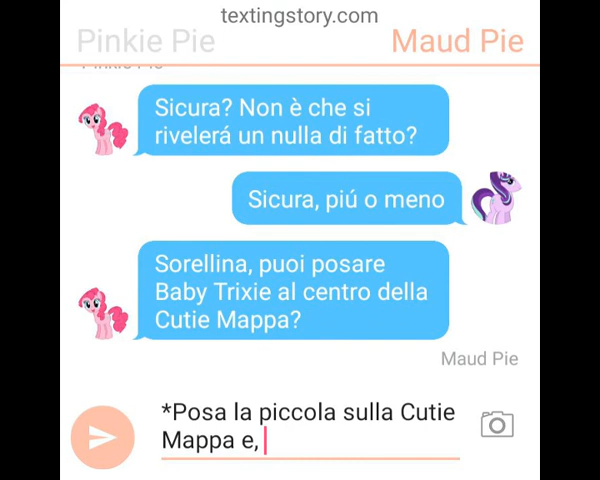 textingstory.com
Pinkie Pie
Maud Pie
Sicura? Non è che si
rivelerá un nulla di fatto?
Sicura, piú o meno
Sorellina, puoi posare
Baby Trixie al centro della
Cutie Mappa?
Maud Pie
*Posa la piccola sulla Cutie
Mappa e,